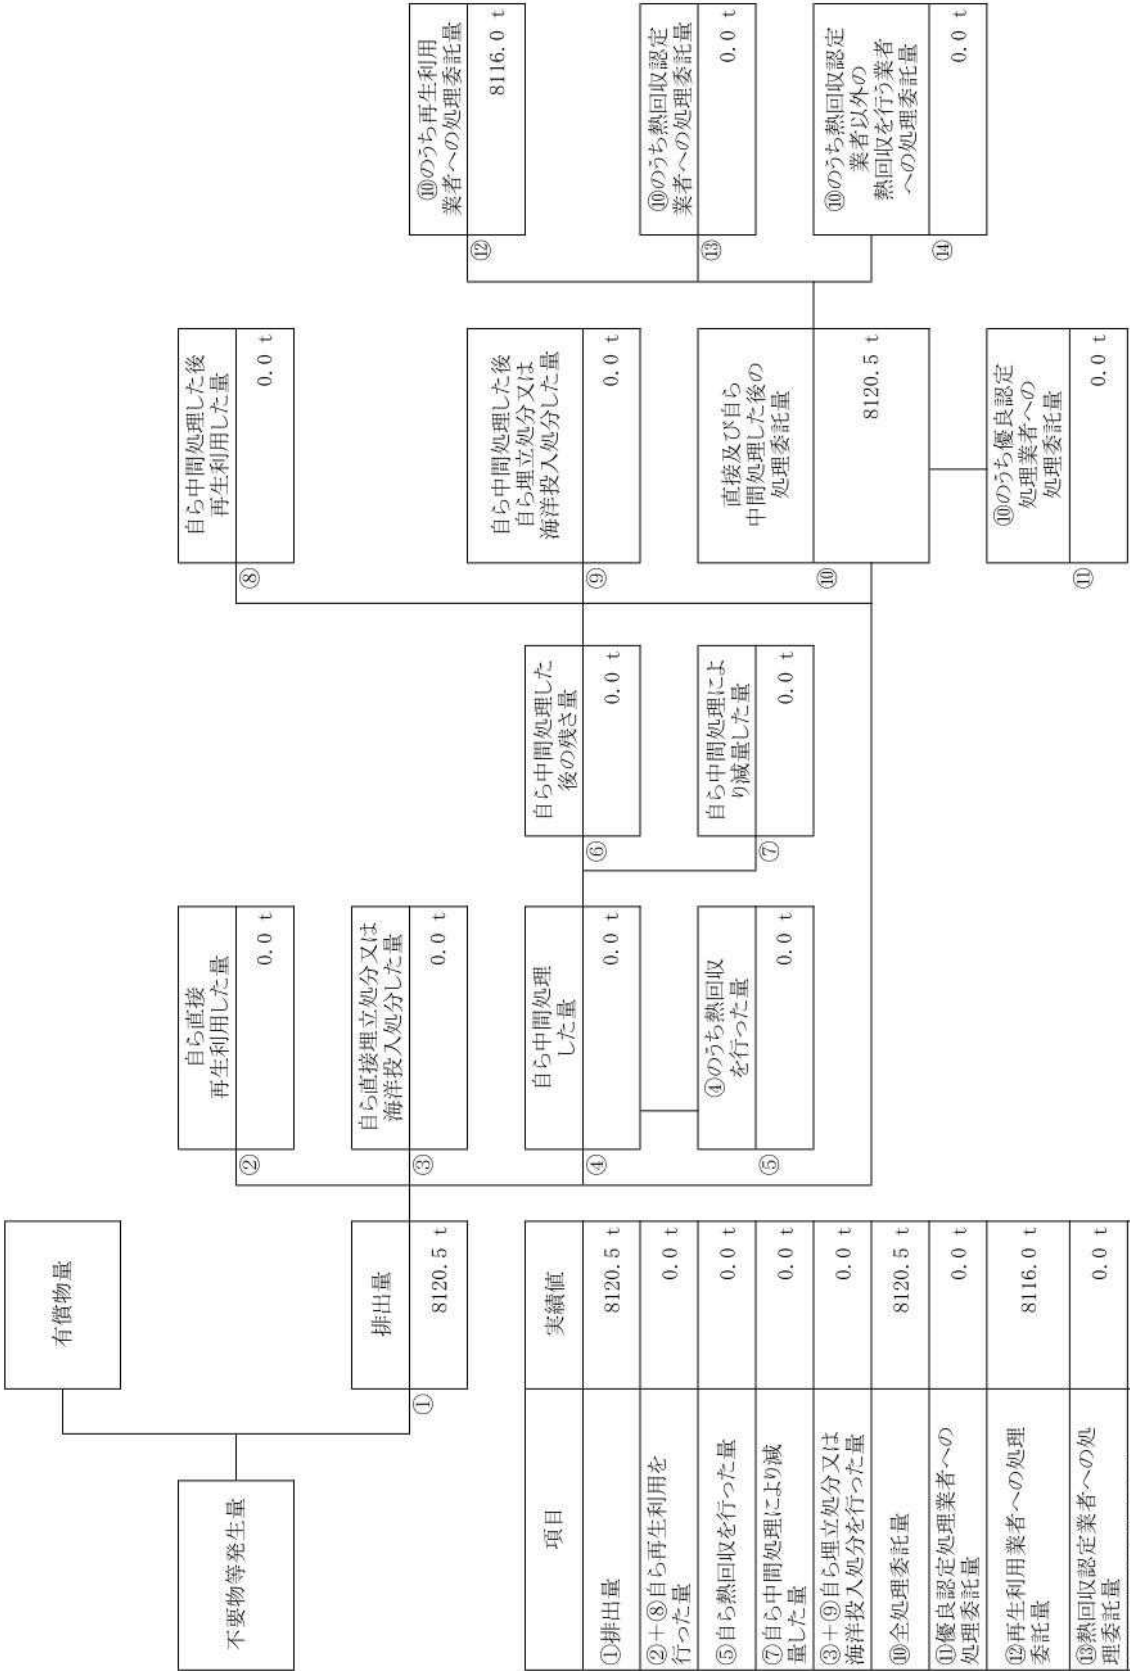 有償物量
不要物等発生量
排出量
①
8120.5 t
自ら直接
再生利用した量
②
0.0 t
自ら直接埋立処分又は
海洋投入処分した量
③
0.0 t
自ら中間処理
した量
④
0.0 t
④のうち熱回収
を行った量
⑤
0.0 t
自ら中間処理した
後の残さ量
⑥
0.0 t
自ら中間処理によ
り減量した量
⑦
0.0 t
自ら中間処理した後
再生利用した量
⑧
0.0 t
自ら中間処理した後
自ら埋立処分又は
海洋投入処分した量
⑨
0.0 t
直接及び自ら
中間処理した後の
処理委託量
⑩
8120.5 t
⑩のうち優良認定
処理業者への
処理委託量
⑪
0.0 t
⑩のうち再生利用
業者への処理委託量
⑫
8116.0 t
⑩のうち熱回収認定
業者への処理委託量
⑬
0.0 t
⑩のうち熱回収認定
業者以外の
熱回収を行う業者
への処理委託量
⑭
0.0 t
項目
実績値
①排出量
8120.5 t
②+⑧自ら再生利用を
行った量
0.0 t
⑤自ら熱回収を行った量
0.0 t
⑦自ら中間処理により減
量した量
0.0 t
③+⑨自ら埋立処分又は
海洋投入処分を行った量
0.0 t
⑩全処理委託量
8120.5 t
⑪優良認定処理業者への
処理委託量
0.0 t
⑫再生利用業者への処理
委託量
8116.0 t
⑬熱回収認定業者への処
理委託量
0.0 t